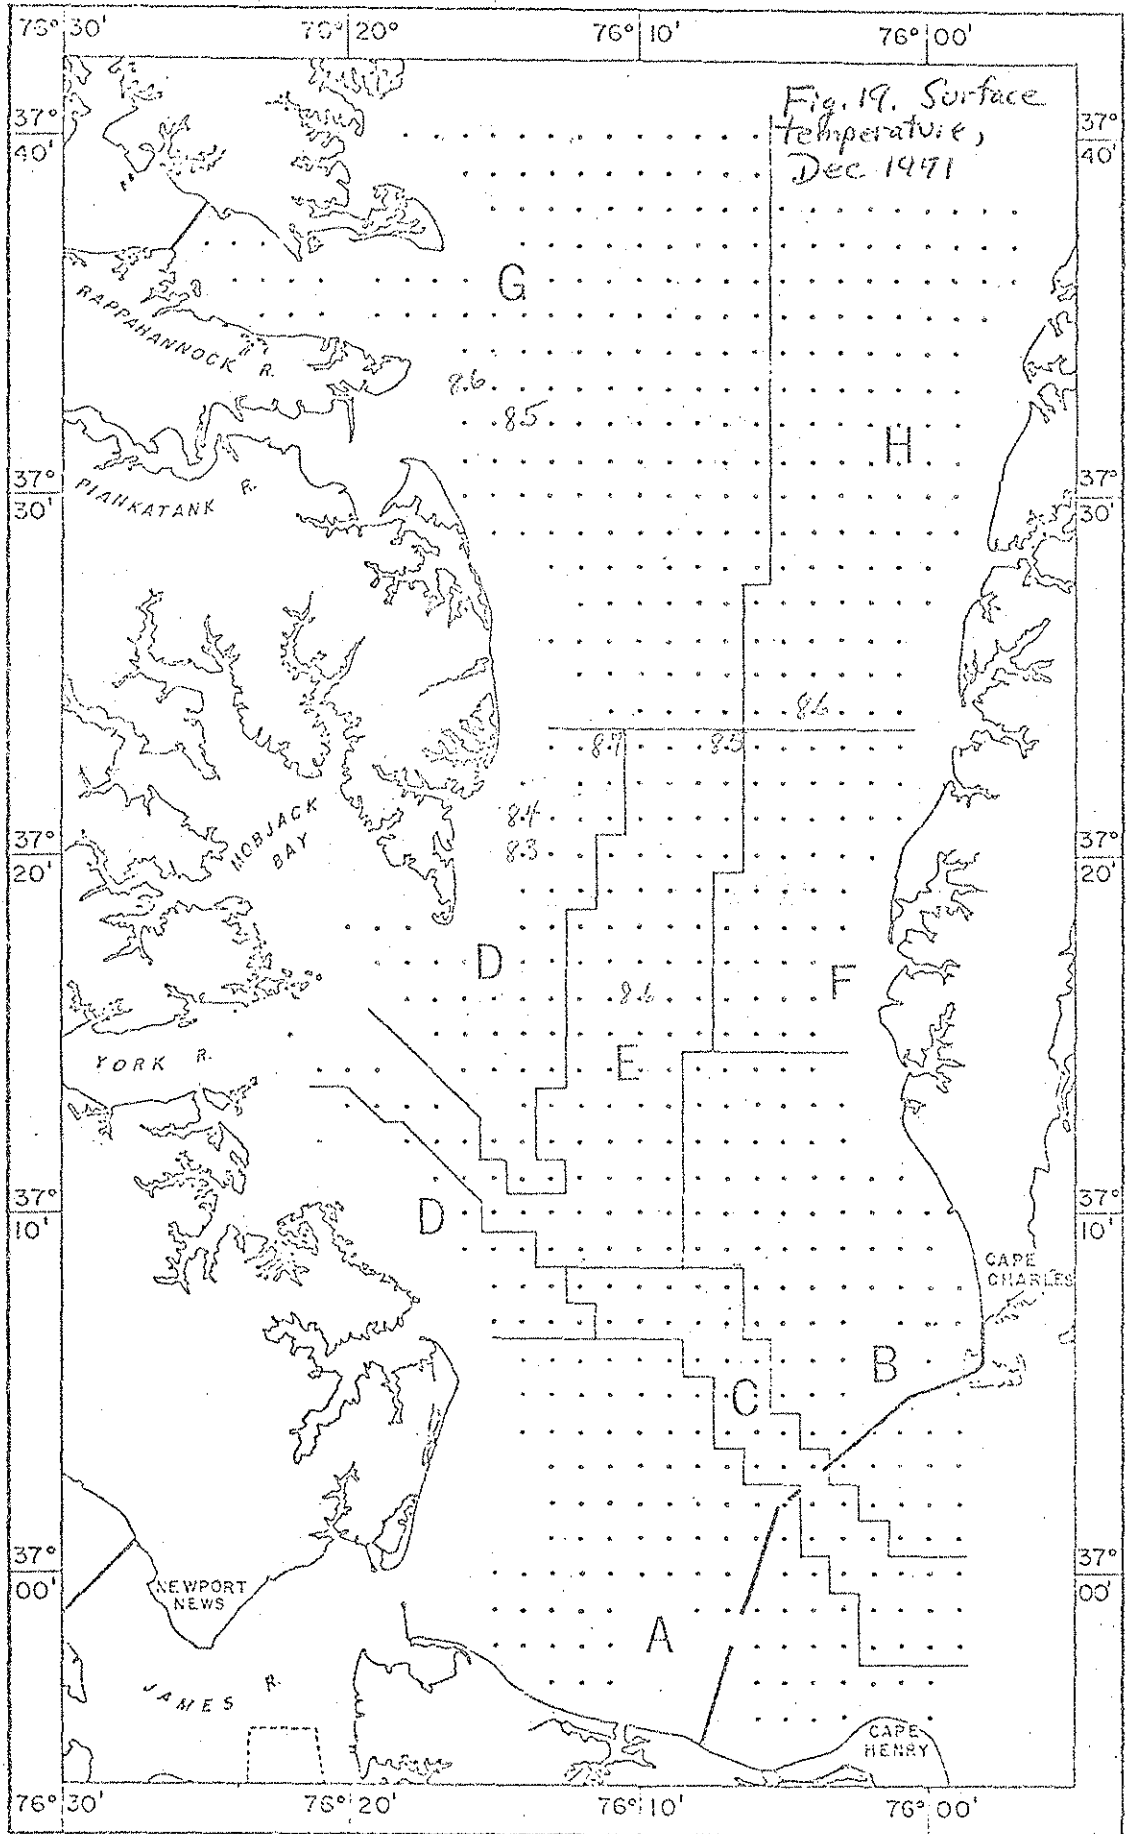 76° 30' 76° 20' 76° 10' 76° 00'
Fig. 19. Surface
temperature,
Dec 1971
37°
40'
37°
40'
G
RAPPAHANNOCK R.
8.6
8.5
H
37°
30'
37°
30'
PIANKATANK R.
8.6
8.7
8.4
8.3
MOBJACK
BAY
37°
20'
37°
20'
D
F
8.6
YORK R.
E
37°
10'
37°
10'
D
CAPE
CHARLES
B
C
37°
00'
37°
00'
NEWPORT
NEWS
A
JAMES R.
CAPE
HENRY
76° 30' 76° 20' 76° 10' 76° 00'